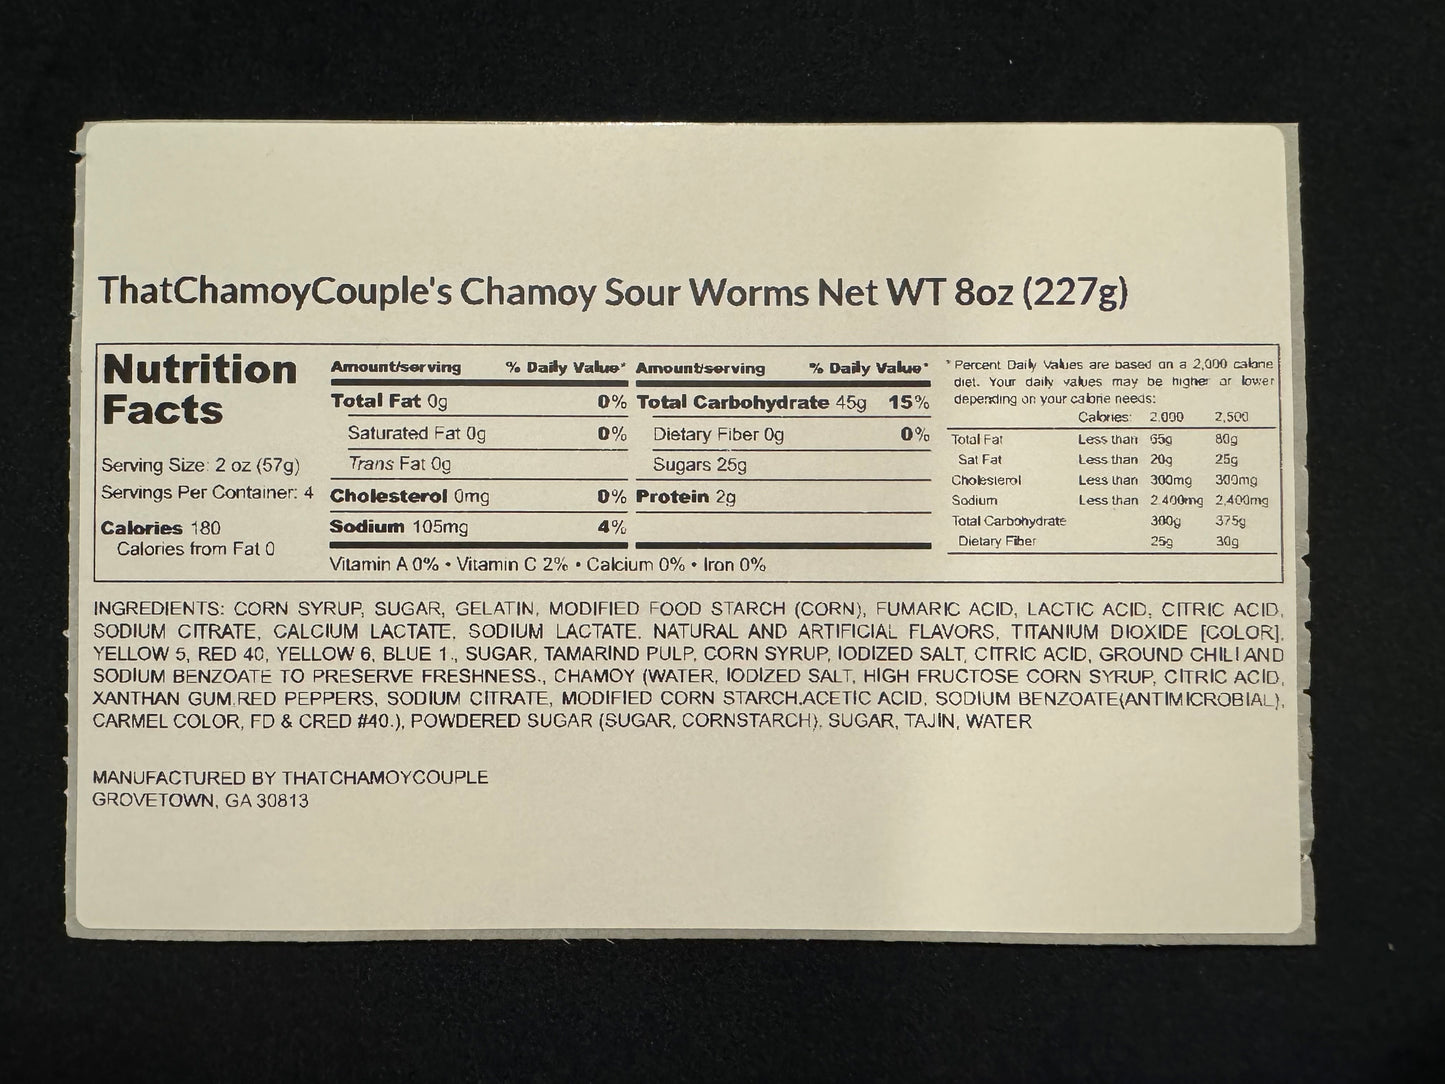 ThatChamoyCouple's Chamoy Sour Worms Net WT 8oz (227g)
Nutrition
Facts
Serving Size: 2 oz (57g)
Servings Per Container: 4
Calories 180
Calories from Fat 0
Amount/serving % Daily Value*
Total Fat 0g 0%
Saturated Fat 0g 0%
Trans Fat 0g
Cholesterol 0mg 0%
Sodium 105mg 4%
Amount/serving % Daily Value*
Total Carbohydrate 45g 15%
Dietary Fiber 0g 0%
Sugars 25g
Protein 2g
Vitamin A 0% • Vitamin C 2% • Calcium 0% • Iron 0%
* Percent Daily Values are based on a 2,000 calorie
diet. Your daily values may be higher or lower
depending on your calorie needs:
Calories: 2,000 2,500
Total Fat Less than 65g 80g
Sat Fat Less than 20g 25g
Cholesterol Less than 300mg 300mg
Sodium Less than 2,400mg 2,400mg
Total Carbohydrate 300g 375g
Dietary Fiber 25g 30g
INGREDIENTS: CORN SYRUP, SUGAR, GELATIN, MODIFIED FOOD STARCH (CORN), FUMARIC ACID, LACTIC ACID, CITRIC ACID,
SODIUM CITRATE, CALCIUM LACTATE, SODIUM LACTATE, NATURAL AND ARTIFICIAL FLAVORS, TITANIUM DIOXIDE [COLOR],
YELLOW 5, RED 40, YELLOW 6, BLUE 1., SUGAR, TAMARIND PULP, CORN SYRUP, IODIZED SALT, CITRIC ACID, GROUND CHILI AND
SODIUM BENZOATE TO PRESERVE FRESHNESS., CHAMOY (WATER, IODIZED SALT, HIGH FRUCTOSE CORN SYRUP, CITRIC ACID,
XANTHAN GUM,RED PEPPERS, SODIUM CITRATE, MODIFIED CORN STARCH,ACETIC ACID, SODIUM BENZOATE(ANTIMICROBIAL),
CARMEL COLOR, FD & CRED #40.), POWDERED SUGAR (SUGAR, CORNSTARCH), SUGAR, TAJIN, WATER
MANUFACTURED BY THATCHAMOYCOUPLE
GROVETOWN, GA 30813